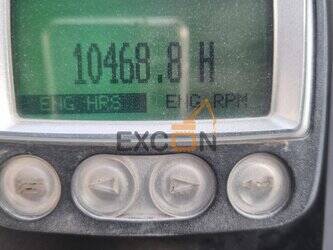 10468.8 H
ENG HRS ENG RPM
EXCON